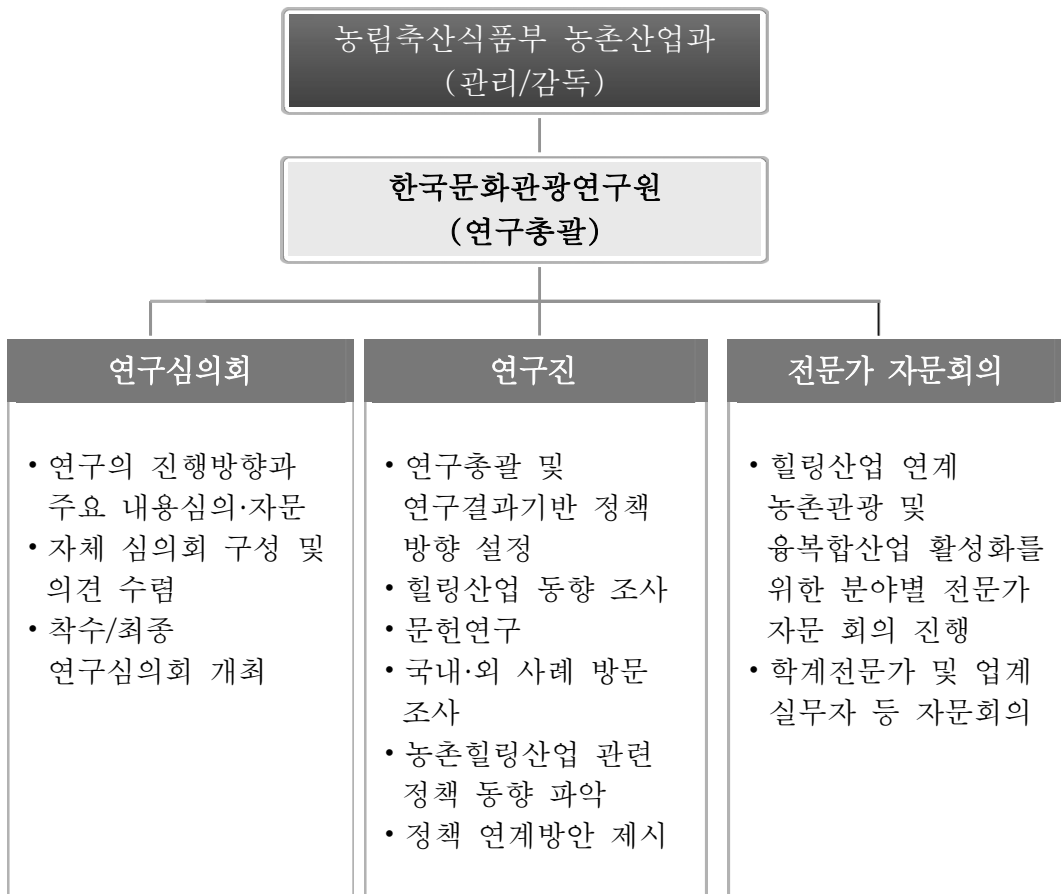 농림축산식품부 농촌산업과
(관리/감독)
한국문화관광연구원
(연구총괄)
연구심의회
• 연구의 진행방향과
주요 내용심의·자문
• 자체 심의회 구성 및
의견 수렴
• 착수/최종
연구심의회 개최
연구진
• 연구총괄 및
연구결과기반 정책
방향 설정
• 힐링산업 동향 조사
• 문헌연구
• 국내·외 사례 방문
조사
• 농촌힐링산업 관련
정책 동향 파악
• 정책 연계방안 제시
전문가 자문회의
• 힐링산업 연계
농촌관광 및
융복합산업 활성화를
위한 분야별 전문가
자문 회의 진행
• 학계전문가 및 업계
실무자 등 자문회의